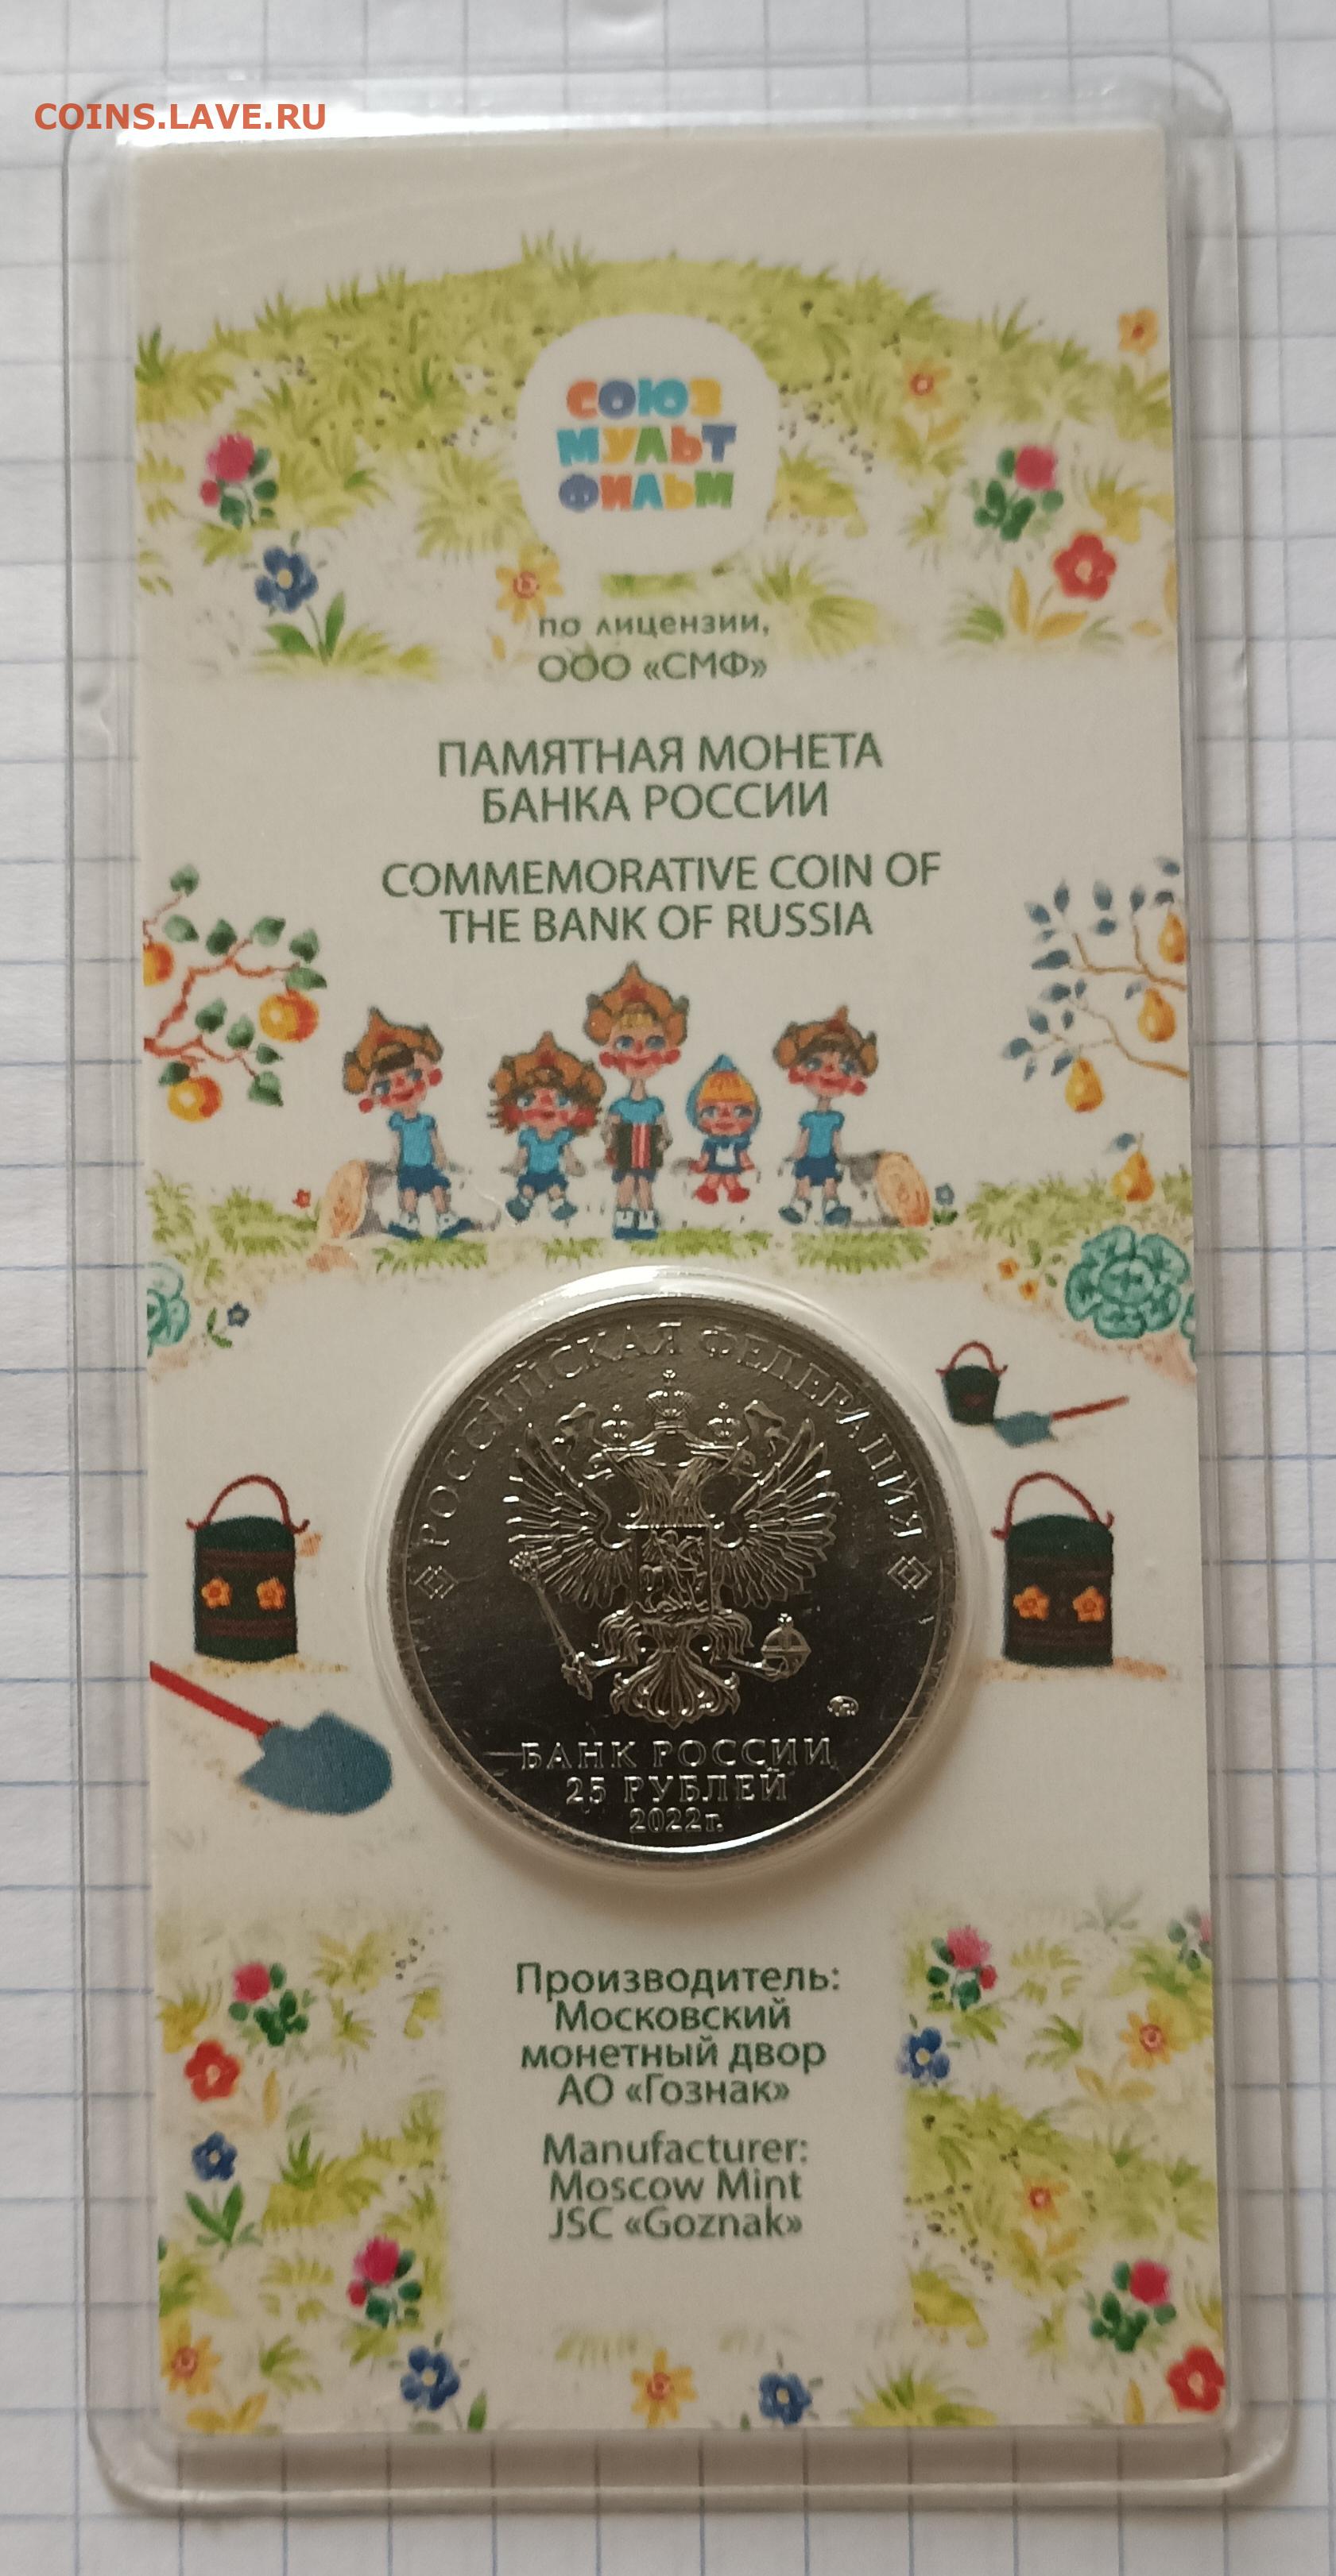 COINS.LAVE.RU
СОЮЗ
МУЛЬТ
ФИЛЬМ
по лицензии,
ООО «СМФ»
ПАМЯТНАЯ МОНЕТА
БАНКА РОССИИ
COMMEMORATIVE COIN OF
THE BANK OF RUSSIA
РОССИЙСКАЯ ФЕДЕРАЦИЯ
БАНК РОССИИ
25 РУБЛЕЙ
2022г.
Производитель:
Московский
монетный двор
АО «Гознак»
Manufacturer:
Moscow Mint
JSC «Goznak»